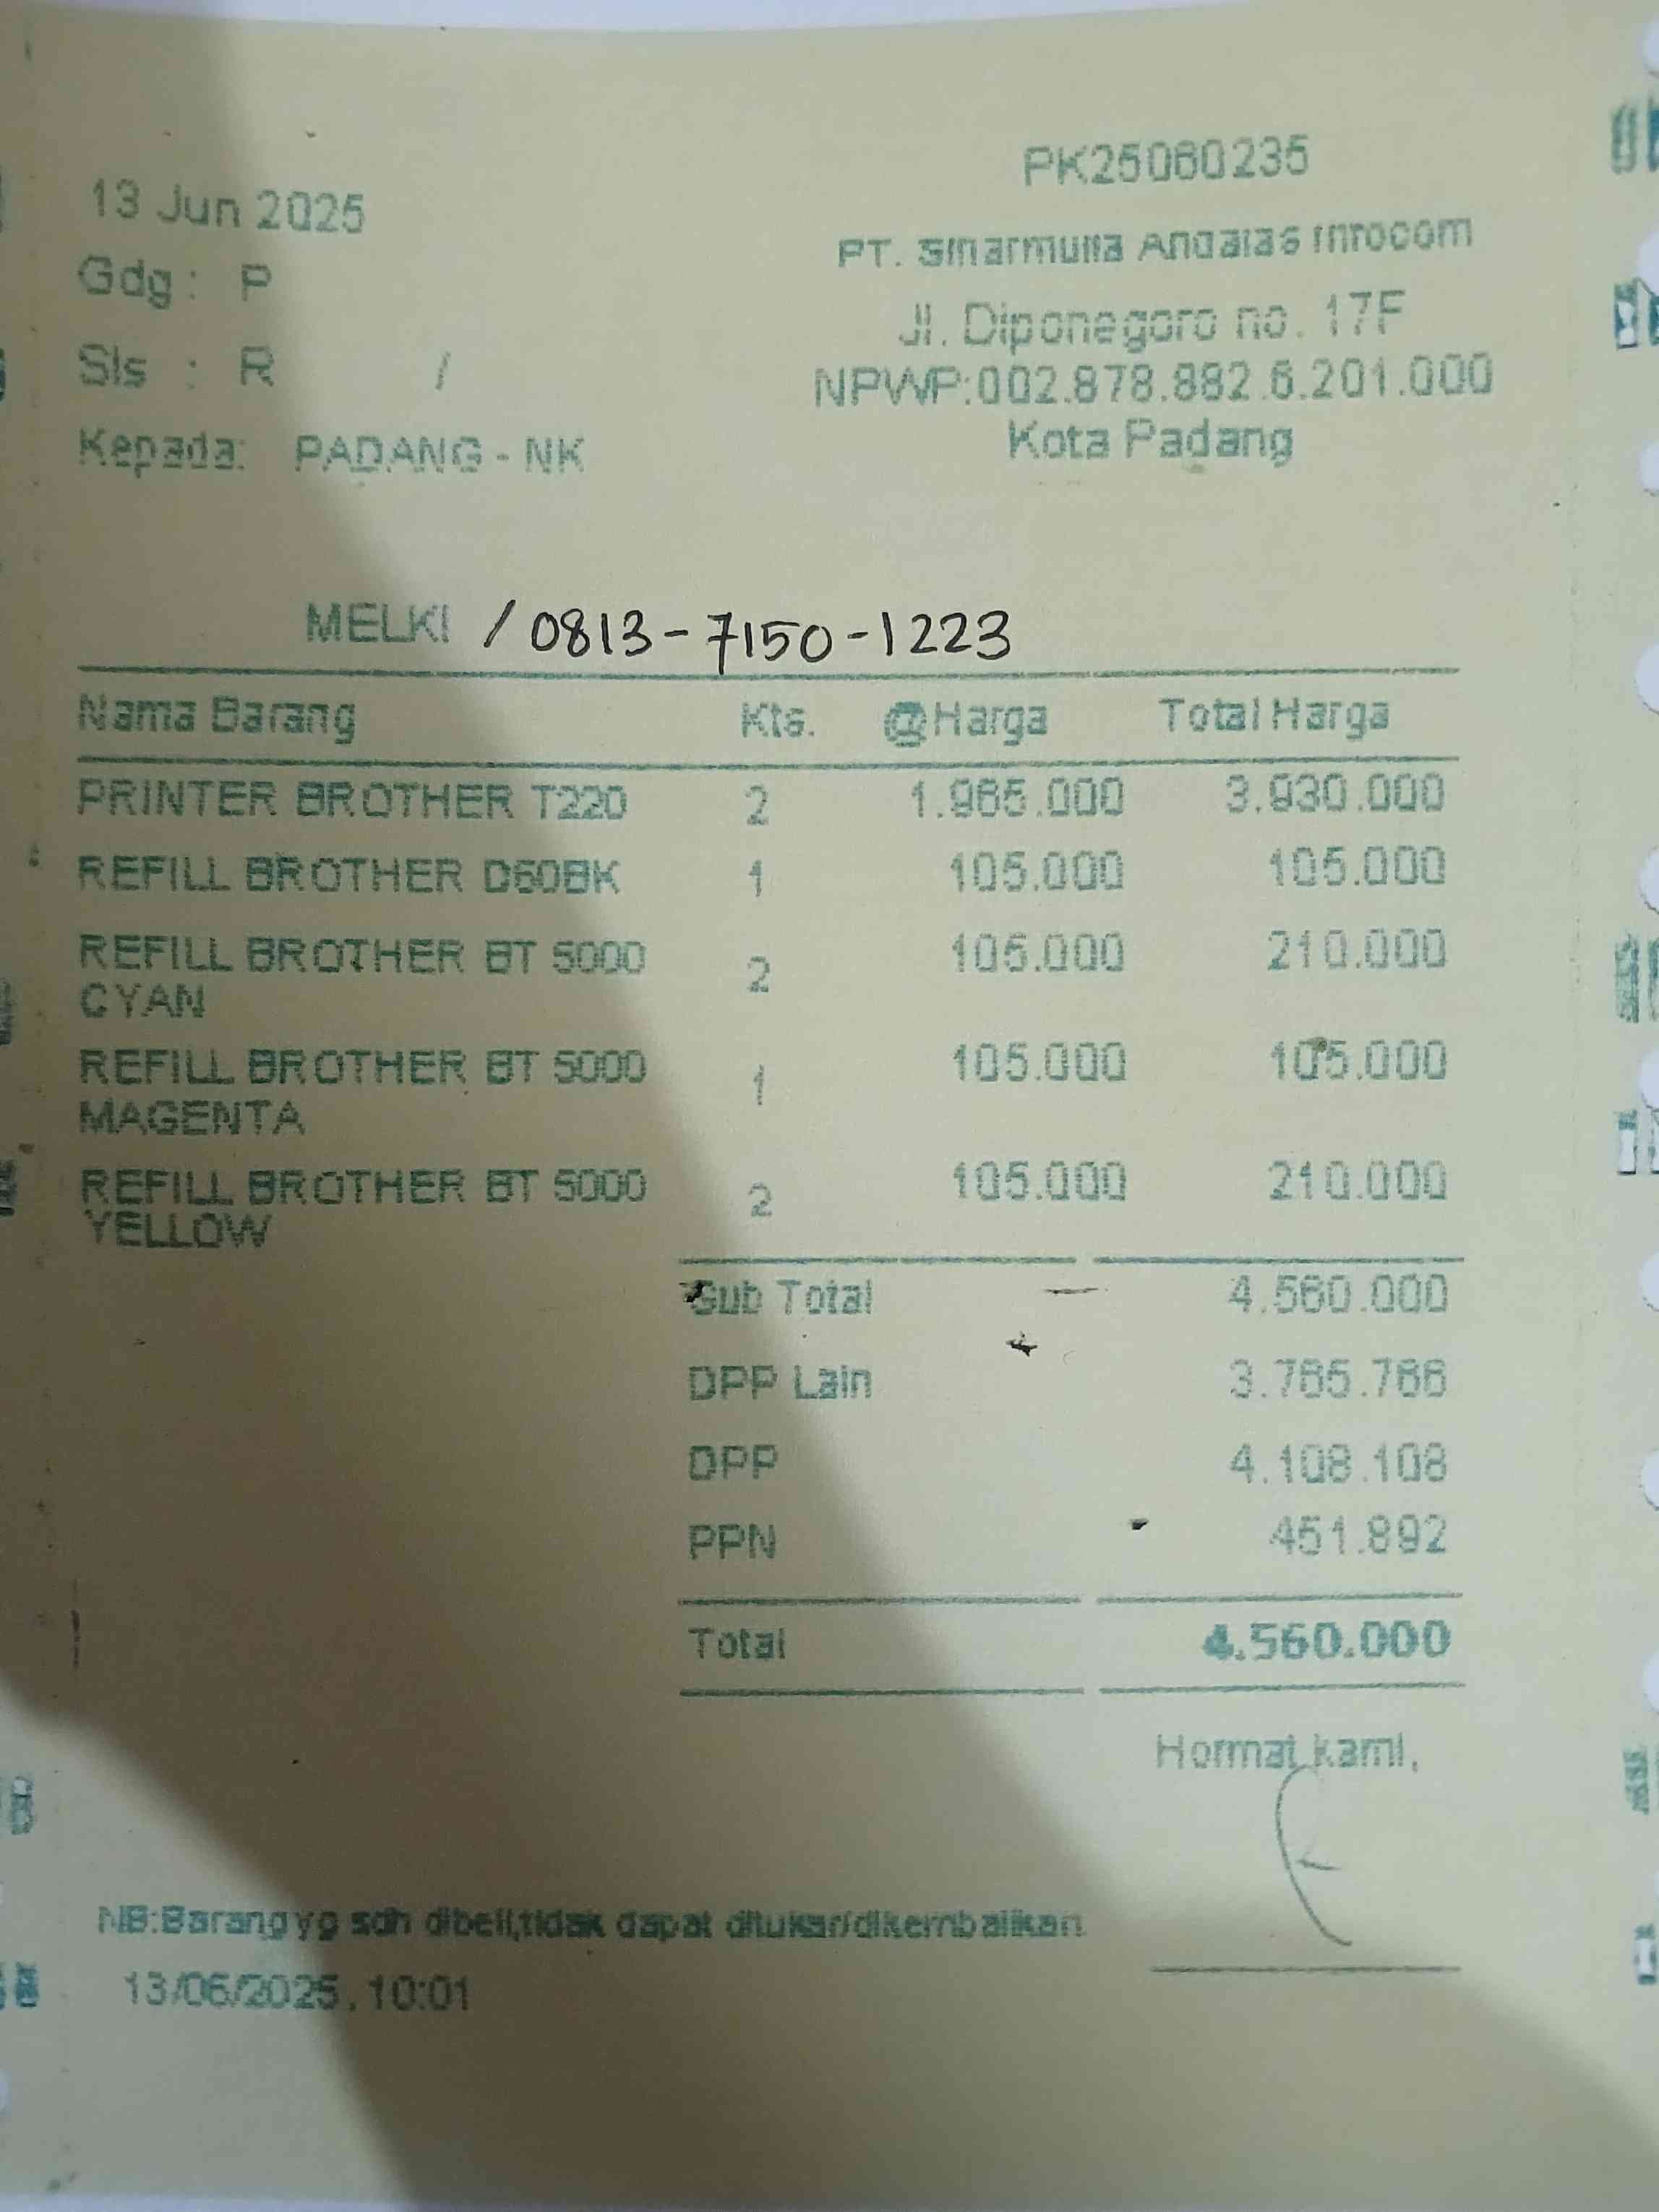 PK25060235
13 Jun 2025
PT. Sinarmulia Andalas Infocom
Gdg : P
Jl. Diponegoro no. 17F
Sls : R /
NPWP:002.878.882.6.201.000
Kepada: PADANG - NK
Kota Padang
MELKI / 0813-7150-1223
Nama Barang Kts. @Harga Total Harga
PRINTER BROTHER T220 2 1.965.000 3.930.000
REFILL BROTHER D60BK 1 105.000 105.000
REFILL BROTHER BT 5000 CYAN 2 105.000 210.000
REFILL BROTHER BT 5000 MAGENTA 1 105.000 105.000
REFILL BROTHER BT 5000 YELLOW 2 105.000 210.000
Sub Total 4.560.000
DPP Lain 3.765.766
DPP 4.108.108
PPN 451.892
Total 4.560.000
Hormat kami,
NB:Barang yg sdh dibeli,tidak dapat ditukar/dikembalikan.
13/06/2025, 10:01